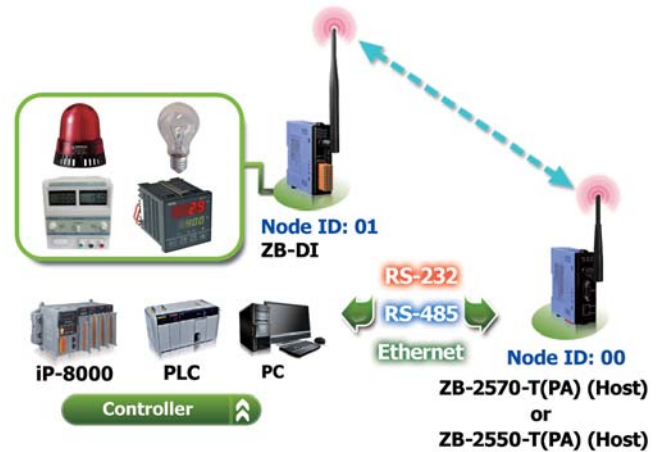 Node ID: 01
ZB-DI
RS-232
RS-485
Ethernet
iP-8000
PLC
PC
Controller
Node ID: 00
ZB-2570-T(PA) (Host)
or
ZB-2550-T(PA) (Host)